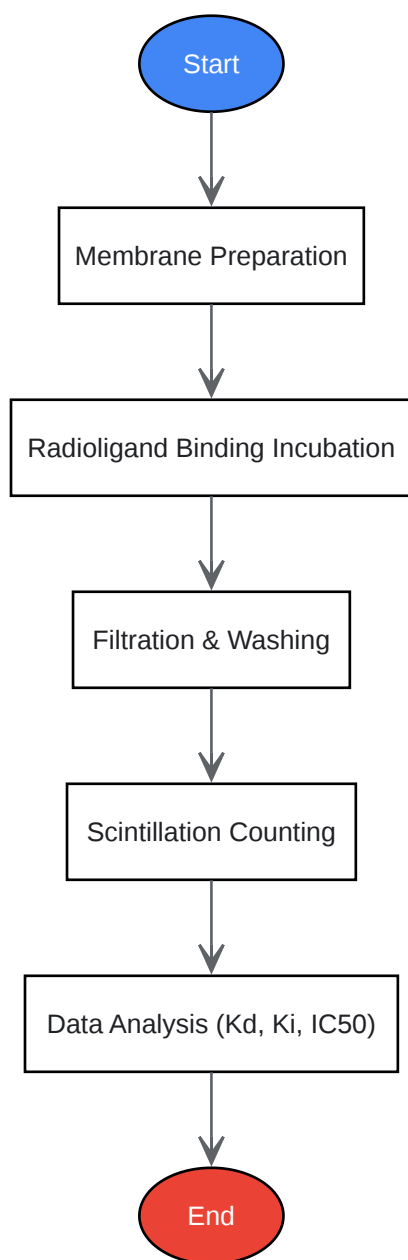 Start
Membrane Preparation
Radioligand Binding Incubation
Filtration & Washing
Scintillation Counting
Data Analysis (Kd, Ki, IC50)
End